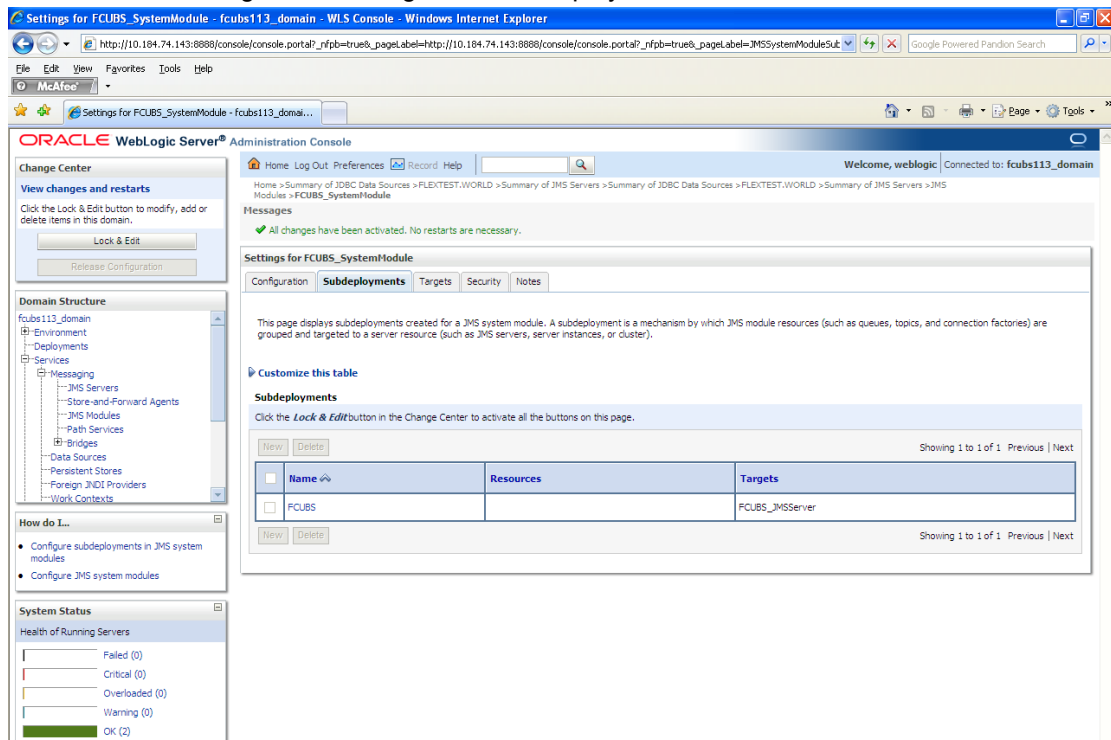 Settings for FCUBS_SystemModule - fcubs113_domain - WLS Console - Windows Internet Explorer
http://10.184.74.143:8888/console/console.portal?_nfpb=true&_pageLabel=http://10.184.74.143:8888/console/console.portal?_nfpb=true&_pageLabel=JMSSystemModuleSub
Google Powered Pandion Search
File Edit View Favorites Tools Help
McAfee
Settings for FCUBS_SystemModule - fcubs113_domai...
Page Tools
ORACLE WebLogic Server® Administration Console
Change Center
View changes and restarts
Click the Lock & Edit button to modify, add or
delete items in this domain.
Lock & Edit
Release Configuration
Domain Structure
fcubs113_domain
Environment
Deployments
Services
Messaging
JMS Servers
Store-and-Forward Agents
JMS Modules
Path Services
Bridges
Data Sources
Persistent Stores
Foreign JNDI Providers
Work Contexts
How do I...
Configure subdeployments in JMS system
modules
Configure JMS system modules
System Status
Health of Running Servers
Failed (0)
Critical (0)
Overloaded (0)
Warning (0)
OK (2)
Home Log Out Preferences Record Help
Welcome, weblogic Connected to: fcubs113_domain
Home >Summary of JDBC Data Sources >FLEXTEST.WORLD >Summary of JMS Servers >Summary of JDBC Data Sources >FLEXTEST.WORLD >Summary of JMS Servers >JMS
Modules >FCUBS_SystemModule
Messages
All changes have been activated. No restarts are necessary.
Settings for FCUBS_SystemModule
Configuration Subdeployments Targets Security Notes
This page displays subdeployments created for a JMS system module. A subdeployment is a mechanism by which JMS module resources (such as queues, topics, and connection factories) are
grouped and targeted to a server resource (such as JMS servers, server instances, or cluster).
Customize this table
Subdeployments
Click the Lock & Edit button in the Change Center to activate all the buttons on this page.
New Delete Showing 1 to 1 of 1 Previous | Next
Name Resources Targets
FCUBS FCUBS_JMSServer
New Delete Showing 1 to 1 of 1 Previous | Next